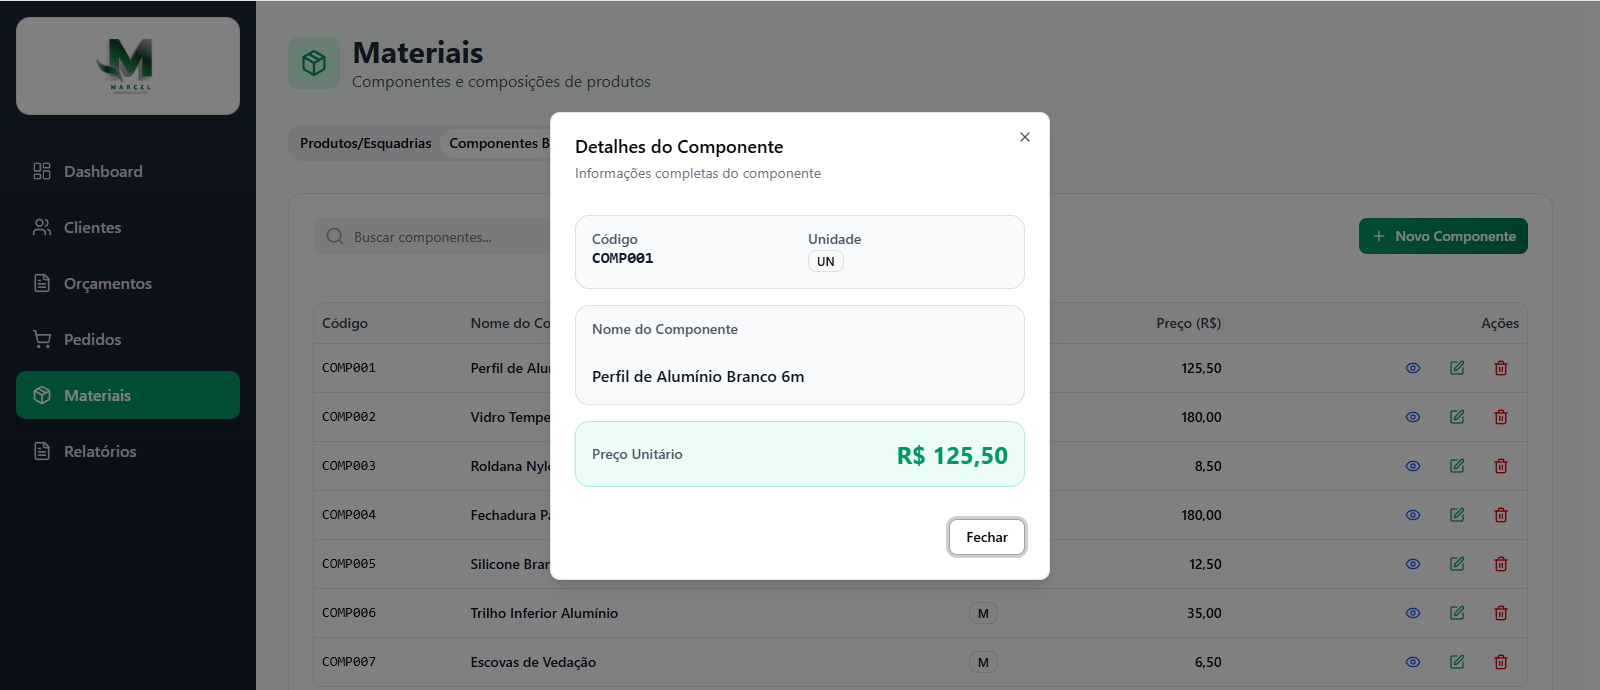 M
MARCEL
Dashboard
Clientes
Orçamentos
Pedidos
Materiais
Relatórios
Materiais
Componentes e composições de produtos
Produtos/Esquadrias
Componentes B
Buscar componentes...
+ Novo Componente
Código Nome do Co Preço (R$) Ações
COMP001 Perfil de Alu 125,50
COMP002 Vidro Tempe 180,00
COMP003 Roldana Nyl 8,50
COMP004 Fechadura Pa 180,00
COMP005 Silicone Bran 12,50
COMP006 Trilho Inferior Alumínio M 35,00
COMP007 Escovas de Vedação M 6,50
Detalhes do Componente
Informações completas do componente
Código Unidade
COMP001 UN
Nome do Componente
Perfil de Alumínio Branco 6m
Preço Unitário R$ 125,50
Fechar